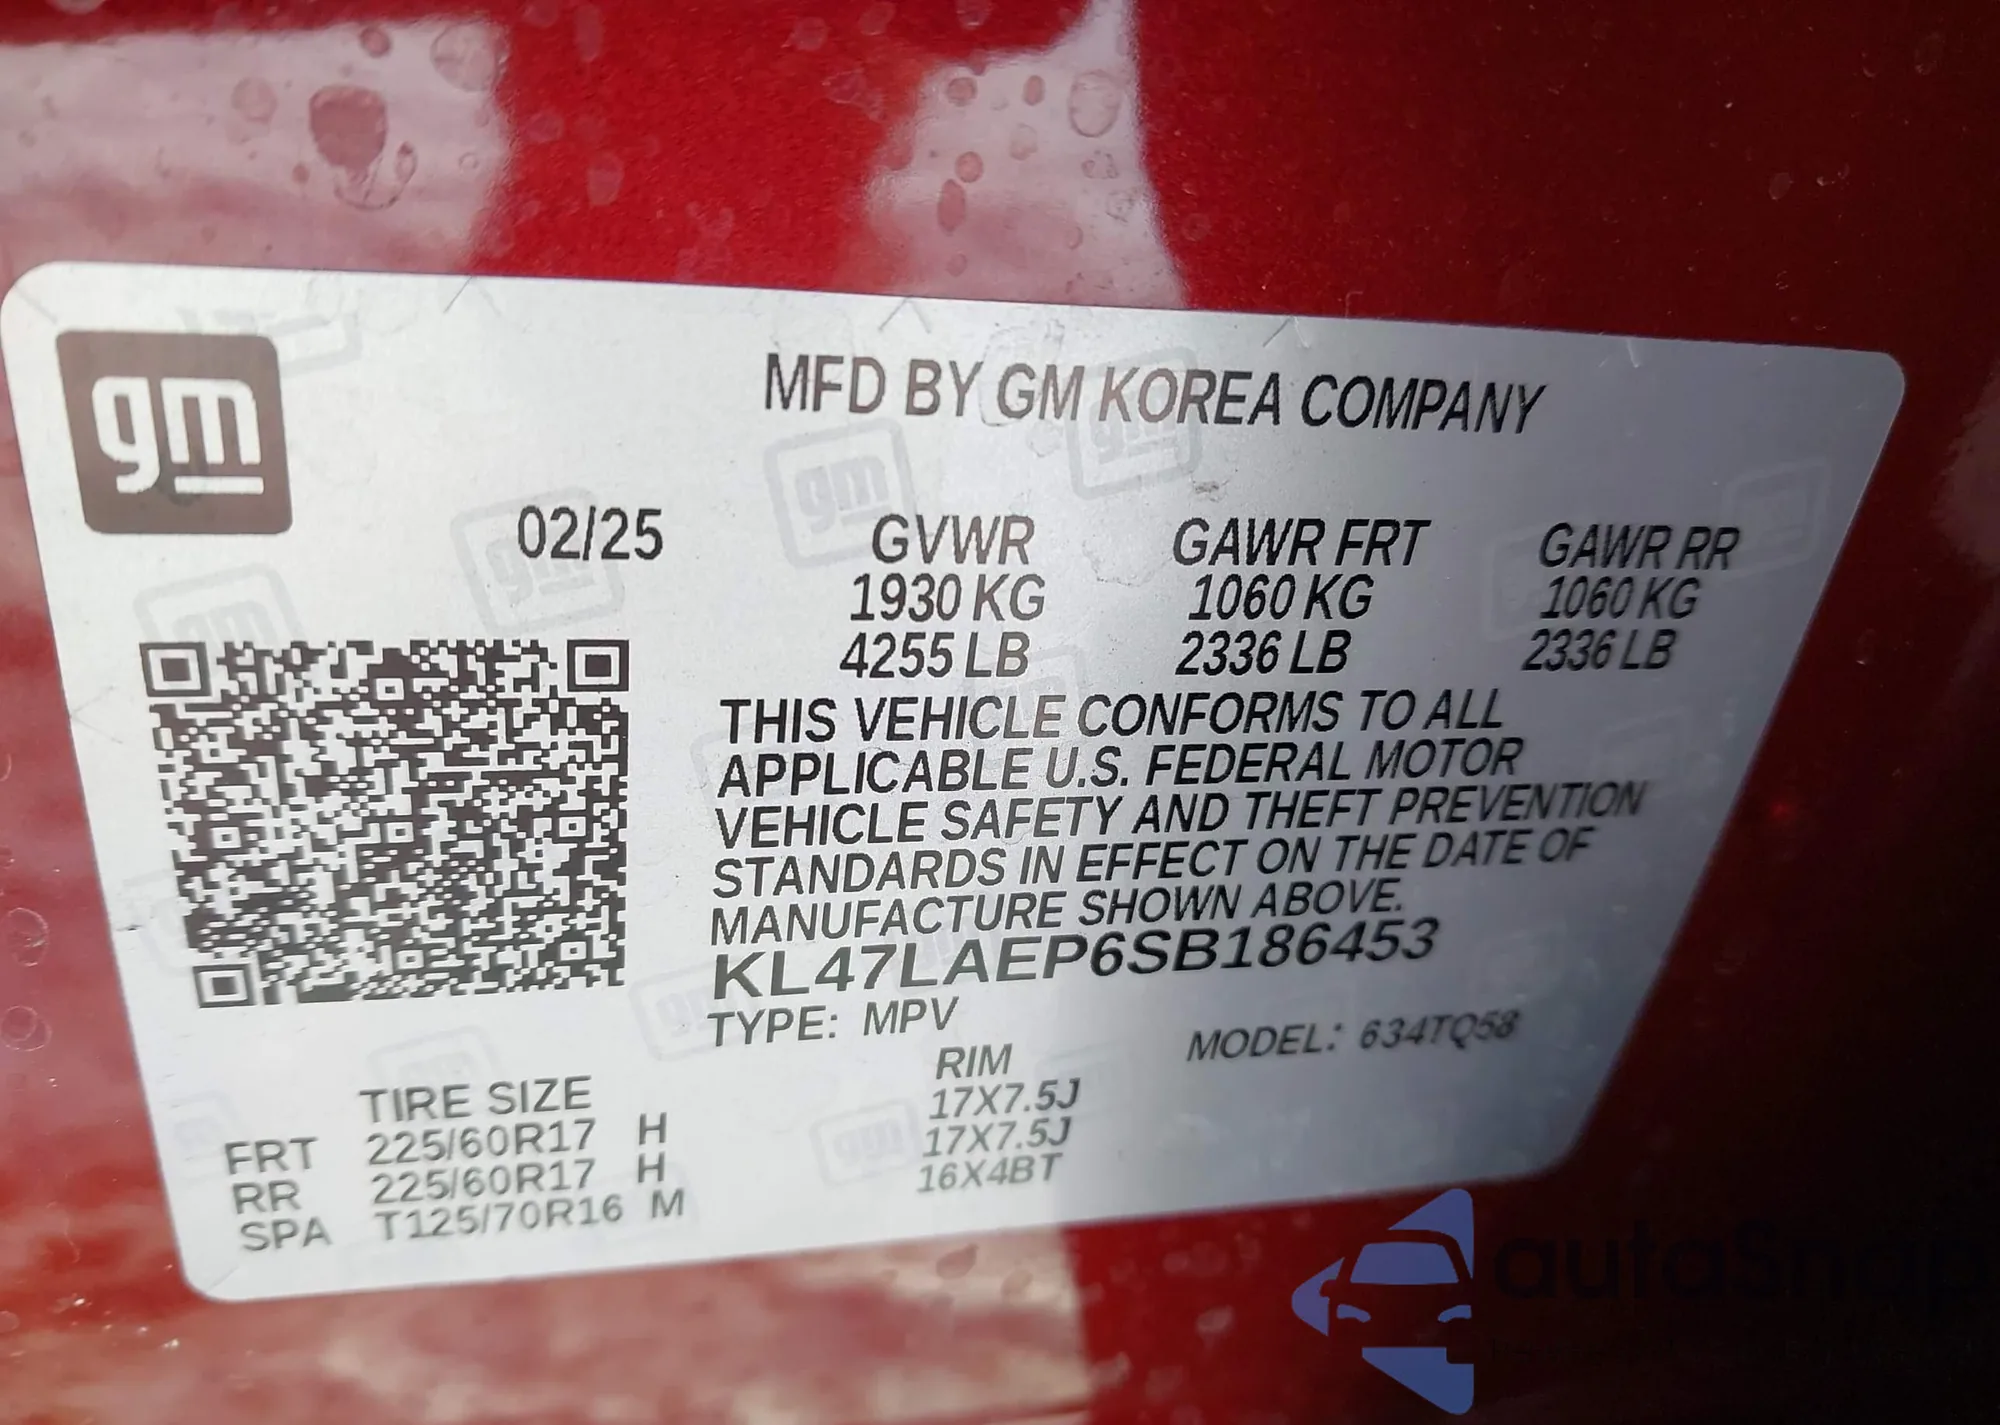 gm
MFD BY GM KOREA COMPANY
02/25
GVWR GAWR FRT GAWR RR
1930 KG 1060 KG 1060 KG
4255 LB 2336 LB 2336 LB
THIS VEHICLE CONFORMS TO ALL
APPLICABLE U.S. FEDERAL MOTOR
VEHICLE SAFETY AND THEFT PREVENTION
STANDARDS IN EFFECT ON THE DATE OF
MANUFACTURE SHOWN ABOVE.
KL47LAEP6SB186453
TYPE: MPV MODEL: 634TQ58
TIRE SIZE RIM
FRT 225/60R17 H 17X7.5J
RR 225/60R17 H 17X7.5J
SPA T125/70R16 M 16X4BT
autaSnap